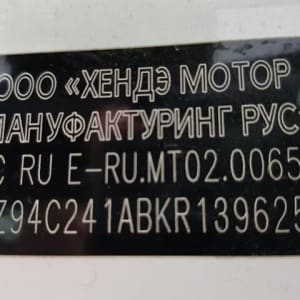 ООО «ХЕНДЭ МОТОР
МАНУФАКТУРИНГ РУС»
С RU E-RU.MT02.0065
Z94C241ABKR139625